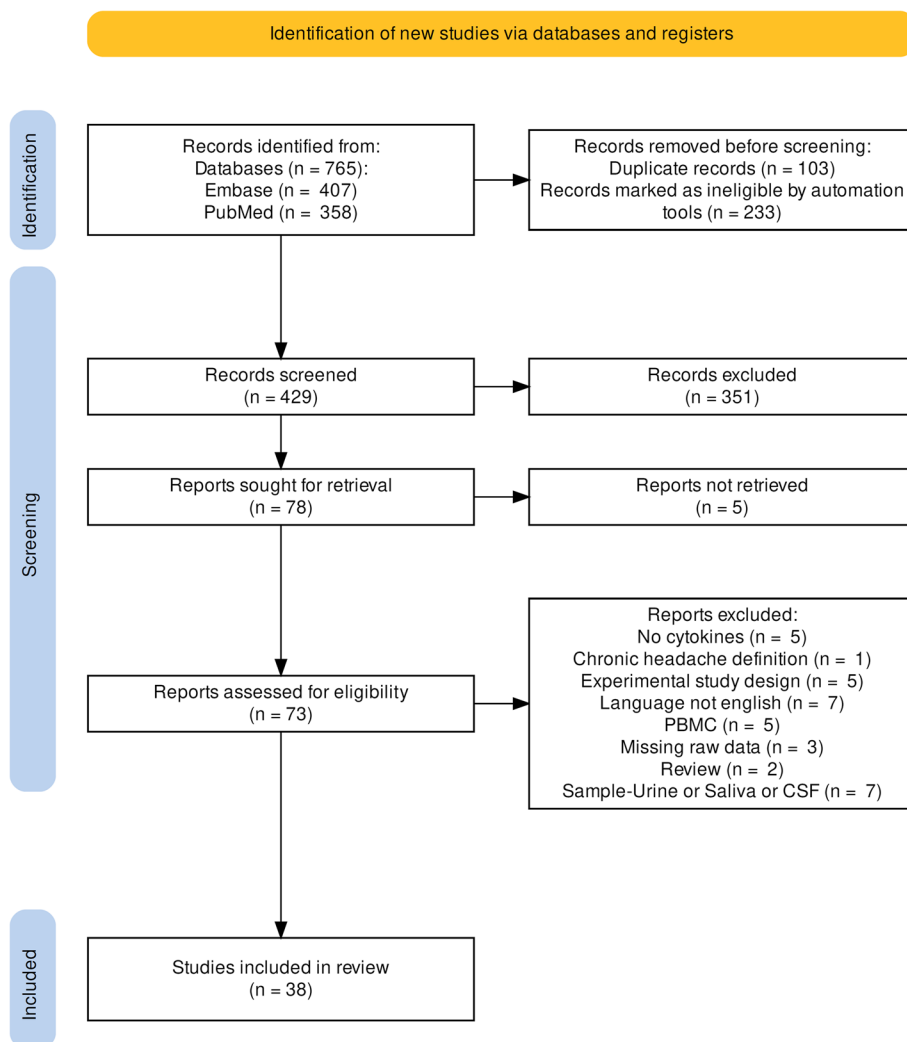 Identification of new studies via databases and registers
Identification
Records identified from:
Databases (n = 765):
Embase (n = 407)
PubMed (n = 358)
Records removed before screening:
Duplicate records (n = 103)
Records marked as ineligible by automation
tools (n = 233)
Screening
Records screened
(n = 429)
Records excluded
(n = 351)
Reports sought for retrieval
(n = 78)
Reports not retrieved
(n = 5)
Reports assessed for eligibility
(n = 73)
Reports excluded:
No cytokines (n = 5)
Chronic headache definition (n = 1)
Experimental study design (n = 5)
Language not english (n = 7)
PBMC (n = 5)
Missing raw data (n = 3)
Review (n = 2)
Sample-Urine or Saliva or CSF (n = 7)
Included
Studies included in review
(n = 38)